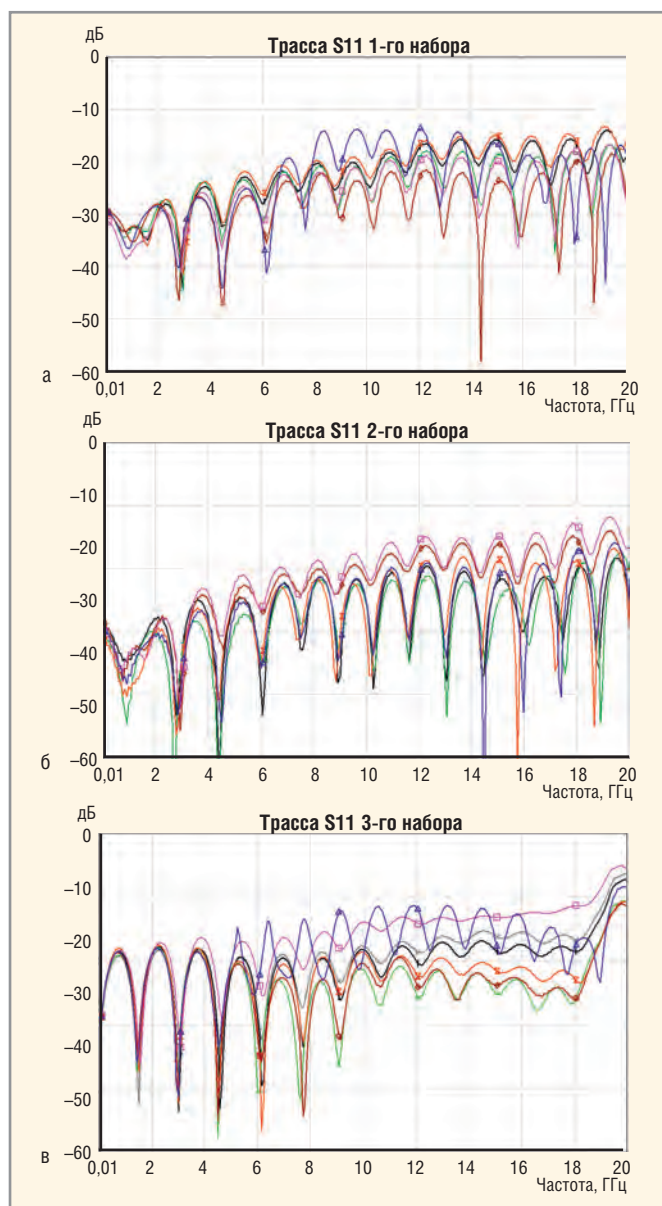 дБ
Трасса S11 1-го набора
0
–10
–20
–30
–40
–50
–60
а
0,01 2 4 6 8 10 12 14 16 18 20
Частота, ГГц
дБ
Трасса S11 2-го набора
0
–10
–20
–30
–40
–50
–60
б
0,01 2 4 6 8 10 12 14 16 18 20
Частота, ГГц
дБ
Трасса S11 3-го набора
0
–10
–20
–30
–40
–50
–60
в
0,01 2 4 6 8 10 12 14 16 18 20
Частота, ГГц